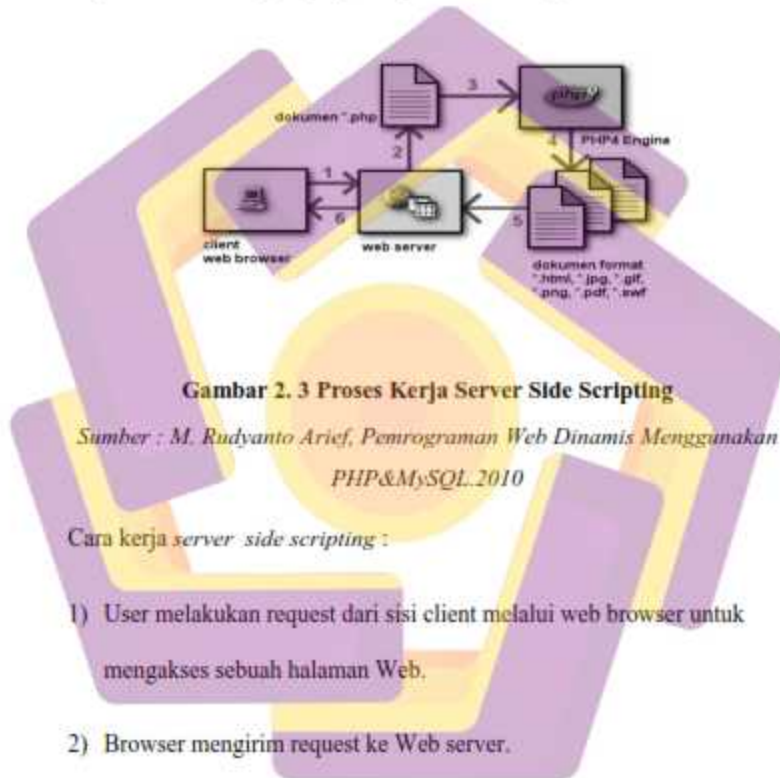 3
dokumen *.php
php
4
PHP4 Engine
2
1
6
5
client
web browser
web server
dokumen format
*.html, *.jpg, *.gif,
*.png, *.pdf, *.swf
Gambar 2. 3 Proses Kerja Server Side Scripting
Sumber : M. Rudyanto Arief, Pemrograman Web Dinamis Menggunakan
PHP&MySQL.2010
Cara kerja server side scripting :
1) User melakukan request dari sisi client melalui web browser untuk
mengakses sebuah halaman Web.
2) Browser mengirim request ke Web server.